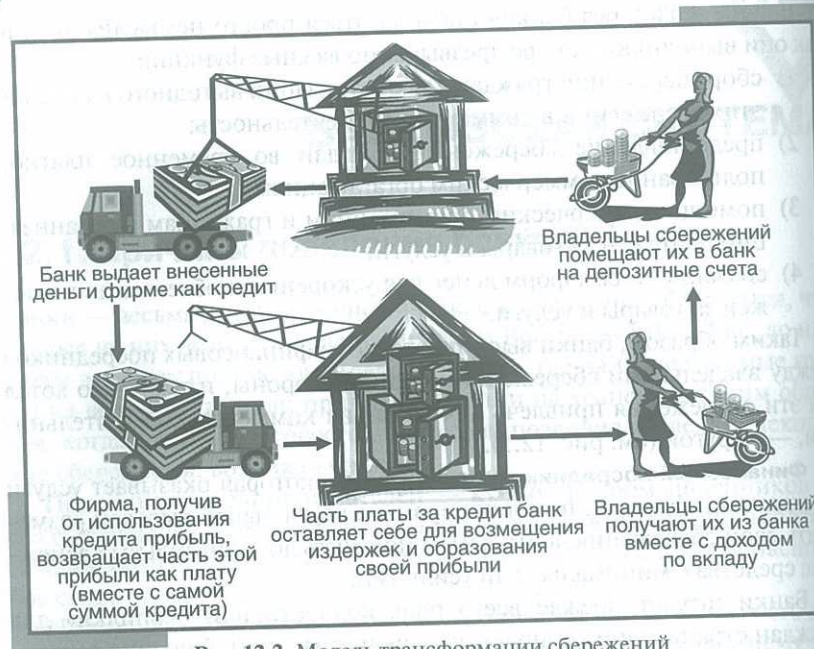 Владельцы сбережений
помещают их в банк
на депозитные счета
Банк выдает внесенные
деньги фирме как кредит
Фирма, получив
от использования
кредита прибыль,
возвращает часть этой
прибыли как плату
(вместе с самой
суммой кредита)
Часть платы за кредит банк
оставляет себе для возмещения
издержек и образования
своей прибыли
Владельцы сбережений
получают их из банка
вместе с доходом
по вкладу
12.2. Модель трансформации сбережений